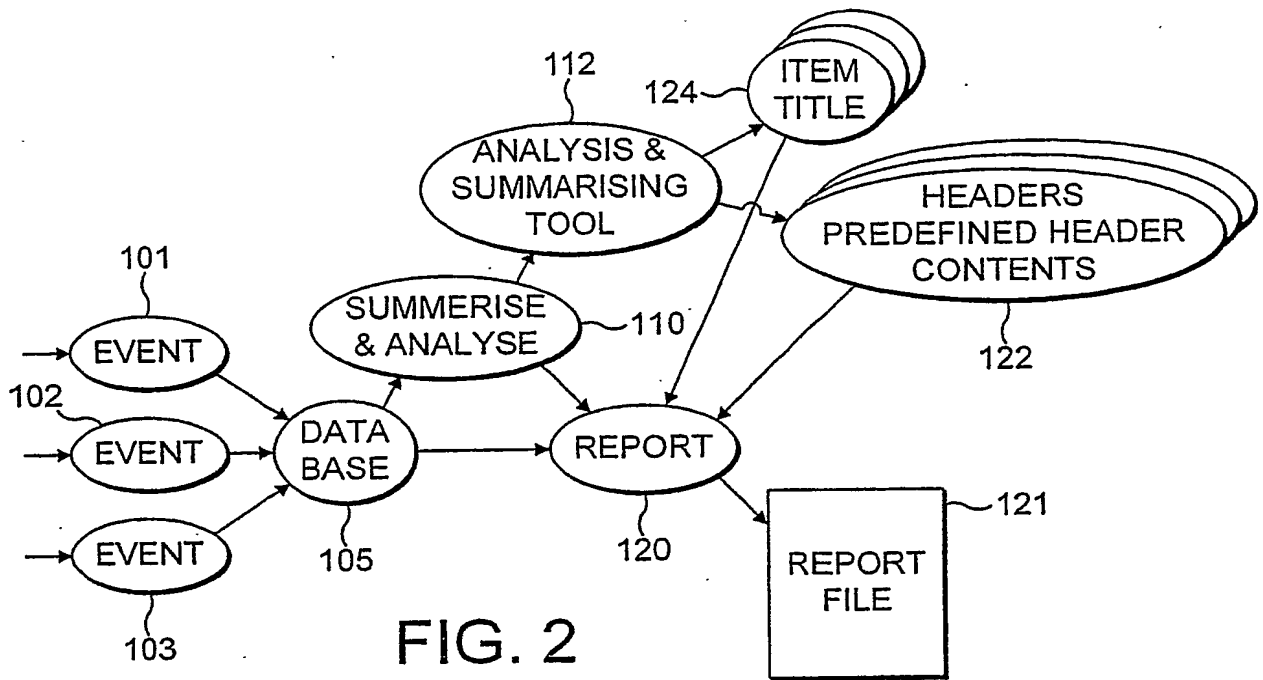 112
124
ITEM
TITLE
ANALYSIS &
SUMMARISING
TOOL
HEADERS
PREDEFINED HEADER
CONTENTS
101
SUMMERISE
& ANALYSE
110
122
EVENT
102
EVENT
DATA
BASE
REPORT
121
EVENT
105
120
REPORT
FILE
103
FIG. 2